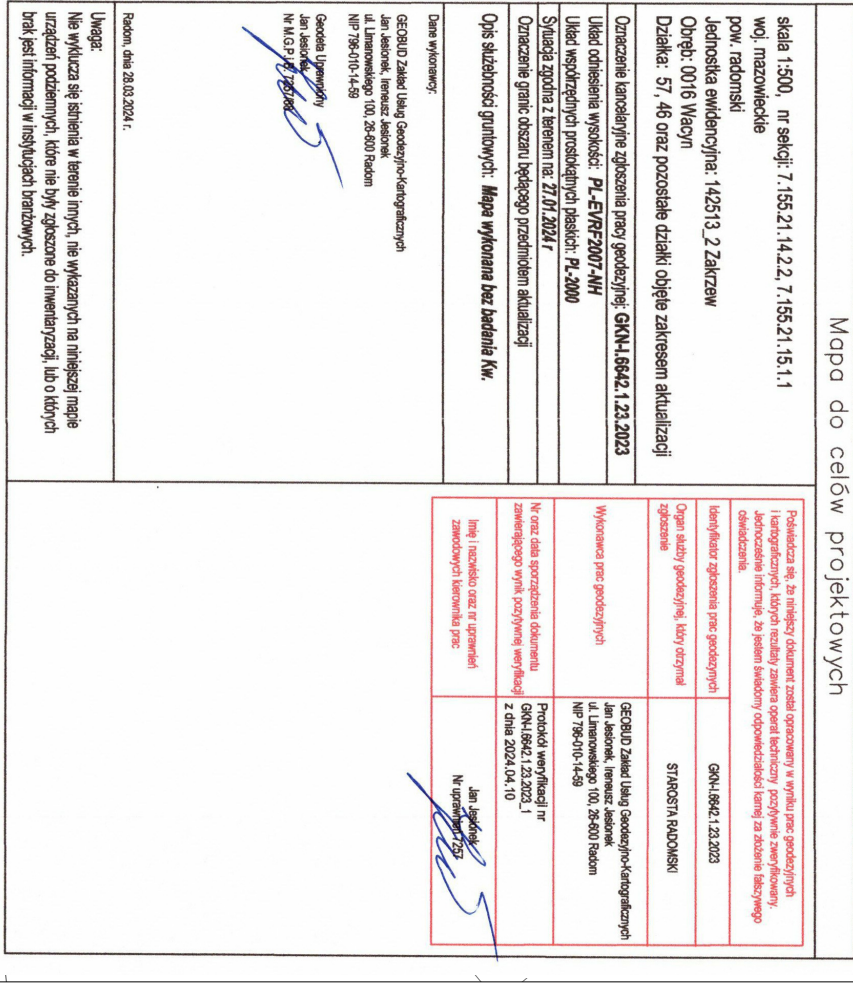 Mapa do celów projektowych
skala 1:500, nr sekcji: 7.155.21.14.2.2, 7.155.21.15.1.1
woj. mazowieckie
pow. radomski
Jednostka ewidencyjna: 142513_2 Zakrzew
Obręb: 0016 Wacyn
Działka: 57, 46 oraz pozostałe działki objęte zakresem aktualizacji
Oznaczenie kancelaryjne zgłoszenia pracy geodezyjnej: GKN-I.6642.1.23.2023
Układ odniesienia wysokości: PL-EVRF2007-NH
Układ współrzędnych prostokątnych płaskich: PL-2000
Sytuacja zgodna z terenem na: 27.01.2024 r
Oznaczenie granic obszaru będącego przedmiotem aktualizacji
Opis służebności gruntowych: Mapa wykonana bez badania Kw.
Dane wykonawcy:
GEOBUD Zakład Usług Geodezyjno-Kartograficznych
Jan Jesionek, Ireneusz Jesionek
ul. Limanowskiego 100, 26-600 Radom
NIP 796-010-14-59
Geodeta Uprawniony
Jan Jesionek
Nr M.G.P.i.B. 7257/86
Radom, dnia 28.03.2024 r.
Uwaga:
Nie wyklucza się istnienia w terenie innych, nie wykazanych na niniejszej mapie
urządzeń podziemnych, które nie były zgłoszone do inwentaryzacji, lub o których
brak jest informacji w instytucjach branżowych.
Poświadcza się, że niniejszy dokument został opracowany w wyniku prac geodezyjnych
i kartograficznych, których rezultaty zawiera operat techniczny pozytywnie zweryfikowany.
Jednocześnie informuje, że jestem świadomy odpowiedzialości karnej za złożenie fałszywego
oświadczenia.
Identyfikator zgłoszenia prac geodezyjnych
GKN-I.6642.1.23.2023
Organ służby geodezyjnej, który otrzymał
zgłoszenie
STAROSTA RADOMSKI
Wykonawca prac geodezyjnych
GEOBUD Zakład Usług Geodezyjno-Kartograficznych
Jan Jesionek, Ireneusz Jesionek
ul. Limanowskiego 100, 26-600 Radom
NIP 796-010-14-59
Nr oraz data sporządzenia dokumentu
zawierającego wynik pozytywnej weryfikacji
Protokół weryfikacji nr
GKN-I.6642.1.23.2023_1
z dnia 2024.04.10
Imię i nazwisko oraz nr uprawnień
zawodowych kierownika prac
Jan Jesionek
Nr uprawnień 7257